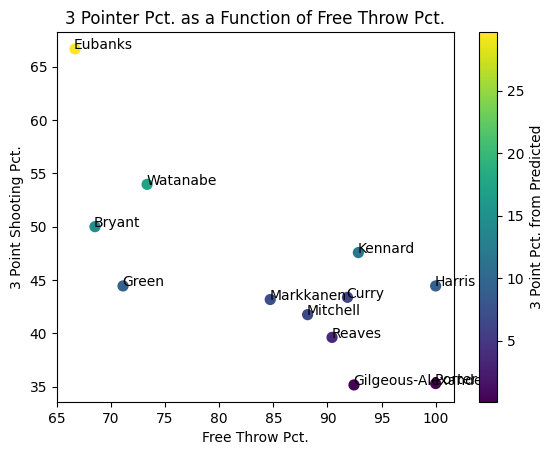 3 Pointer Pct. as a Function of Free Throw Pct.
Eubanks
Watanabe
Bryant
Kennard
Green
Harris
Markkanen
Curry
Mitchell
Reaves
Gilgeous-Alexande
Porter
65
60
55
50
45
40
35
3 Point Shooting Pct.
65
70
75
80
85
90
95
100
Free Throw Pct.
25
20
15
10
5
3 Point Pct. from Predicted